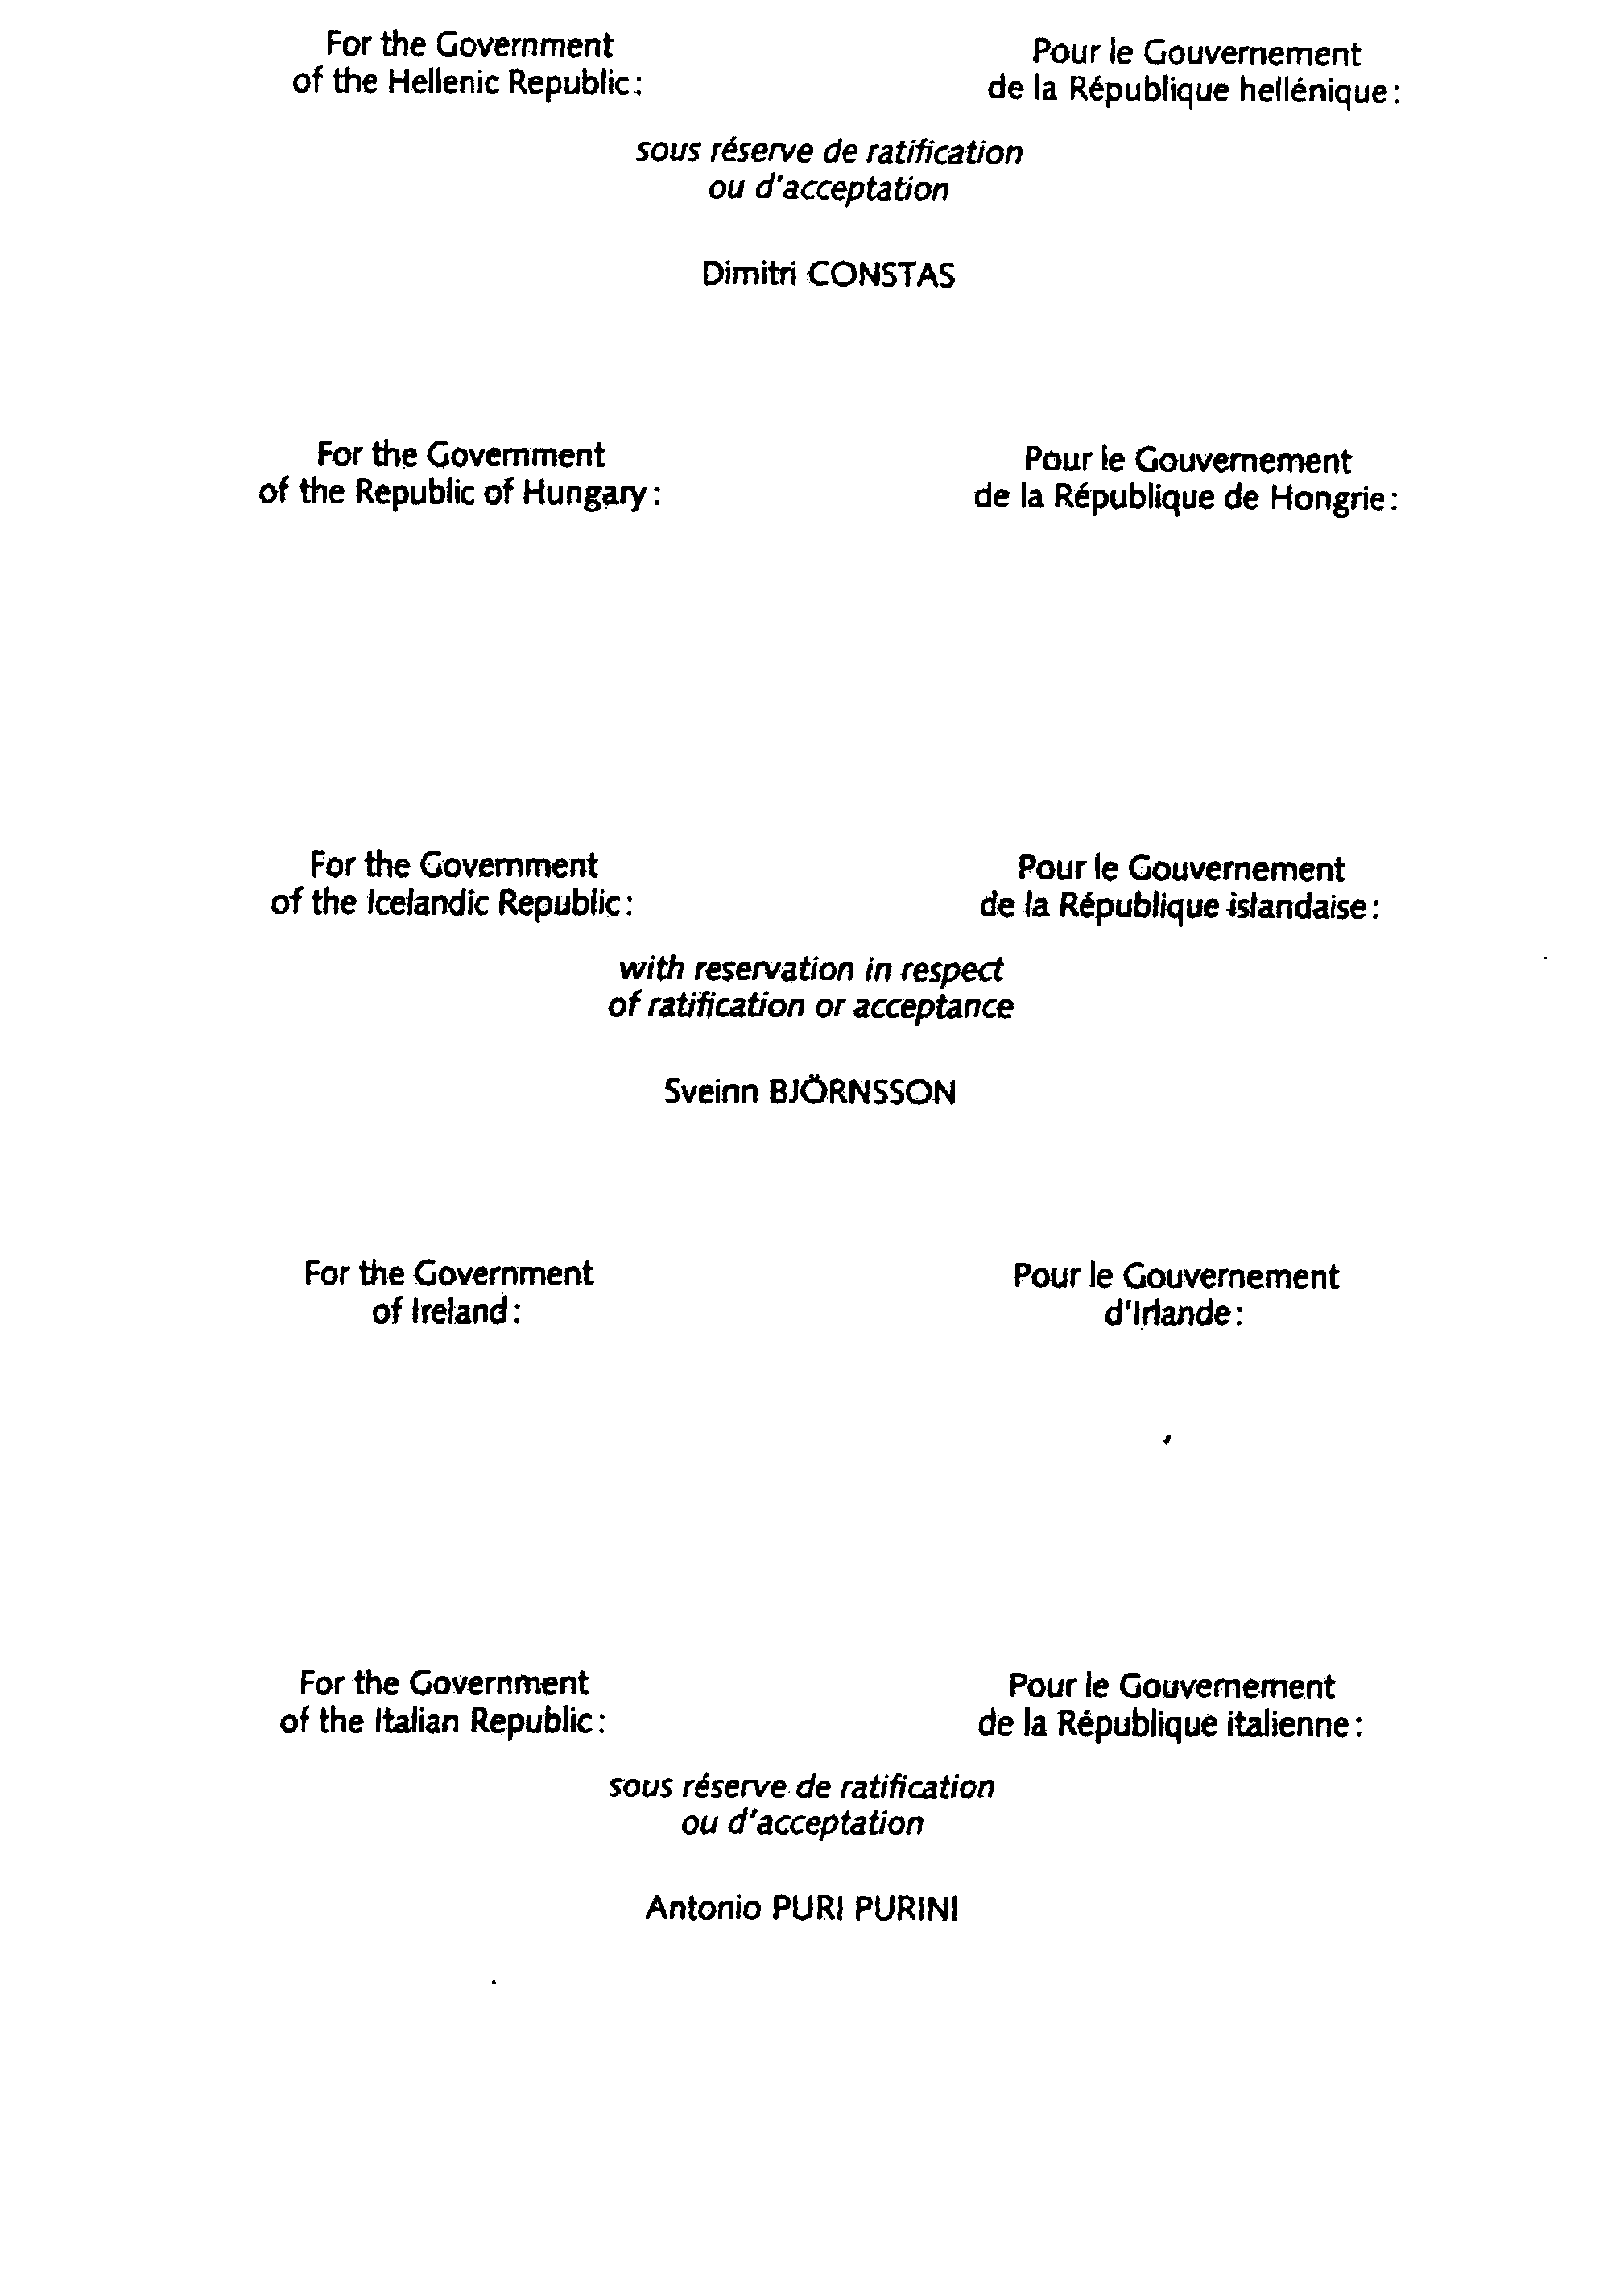 For the Government
of the Hellenic Republic:
Pour le Gouvernement
de la République hellénique:
sous réserve de ratification
ou d'acceptation
Dimitri CONSTAS
For the Government
of the Republic of Hungary:
Pour le Gouvernement
de la République de Hongrie:
For the Government
of the Icelandic Republic:
Pour le Gouvernement
de la République islandaise:
with reservation in respect
of ratification or acceptance
Sveinn BJÖRNSSON
For the Government
of Ireland:
Pour le Gouvernement
d'Irlande:
For the Government
of the Italian Republic:
Pour le Gouvernement
de la République italienne:
sous réserve de ratification
ou d'acceptation
Antonio PURI PURINI